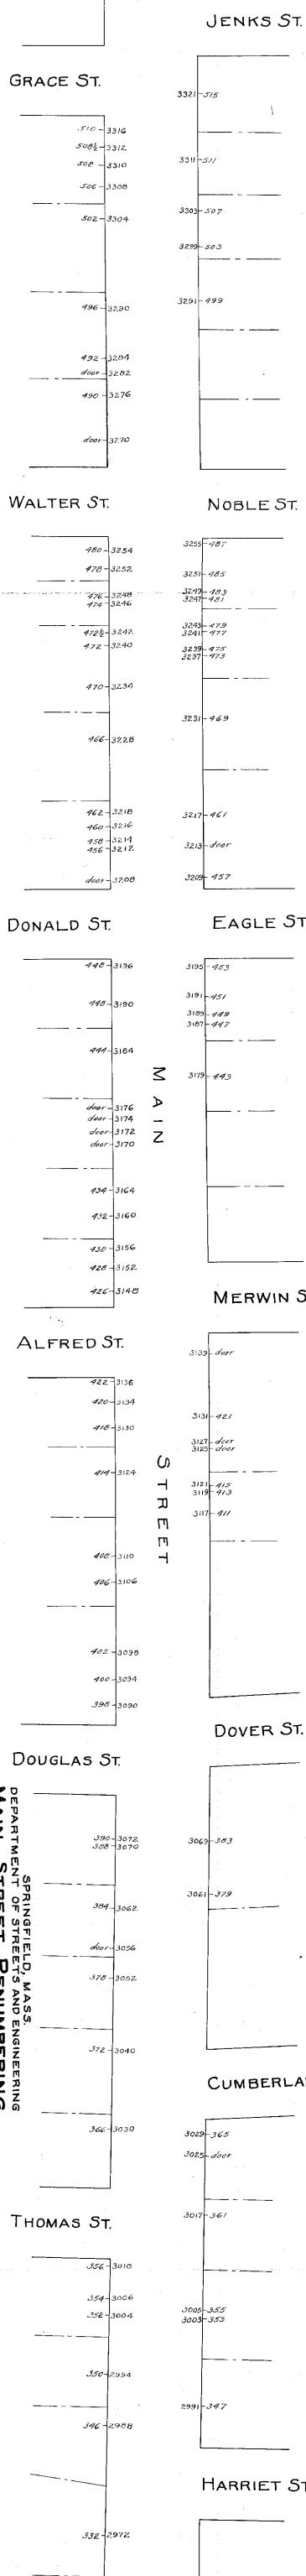 JENKS ST.
3321-515
3311-511
3303-507
3299-503
3291-499
GRACE ST.
510-3316
508½-3312
508-3310
506-3308
502-3304
496-3290
492-3284
door-3282
490-3276
door-3270
WALTER ST.
480-3254
478-3252
476-3248
474-3246
472½-3242
472-3240
470-3234
466-3228
462-3218
460-3216
458-3214
456-3212
door-3208
NOBLE ST.
3255-487
3251-485
3249-483
3247-481
3243-479
3241-477
3239-475
3237-473
3231-469
3217-461
3213-door
3209-457
DONALD ST.
448-3196
448-3190
444-3184
door-3176
door-3174
door-3172
door-3170
434-3164
432-3160
430-3156
428-3152
426-3148
EAGLE ST
3195-453
3191-451
3189-449
3187-447
3179-443
MAIN
STREET
ALFRED ST.
422-3136
420-3134
418-3130
414-3124
408-3110
406-3106
402-3098
400-3094
398-3090
MERWIN S
3139-door
3131-421
3127-door
3125-door
3121-415
3119-413
3117-411
DOUGLAS ST.
390-3072
388-3070
384-3062
door-3056
378-3052
372-3040
366-3030
DOVER ST.
3069-383
3061-379
SPRINGFIELD, MASS.
DEPARTMENT OF STREETS AND ENGINEERING
MAIN STREET RENUMBERING
CUMBERLA
3029-365
3025-door
3017-361
3005-355
3003-353
2991-347
THOMAS ST.
356-3010
354-3006
352-3004
350-2994
346-2988
332-2972
HARRIET ST